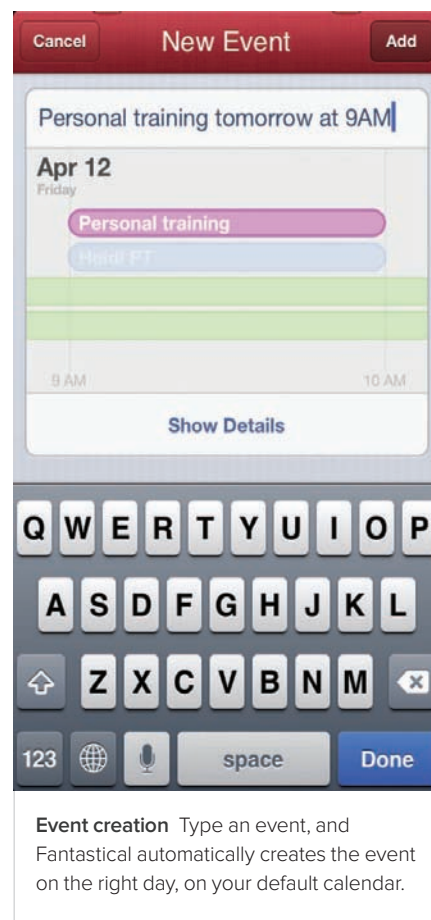 Cancel New Event Add
Personal training tomorrow at 9AM
Apr 12
Friday
Personal training
Heidi PT
9 AM 10 AM
Show Details
Q W E R T Y U I O P
A S D F G H J K L
Z X C V B N M
123 space Done
Event creation Type an event, and
Fantastical automatically creates the event
on the right day, on your default calendar.